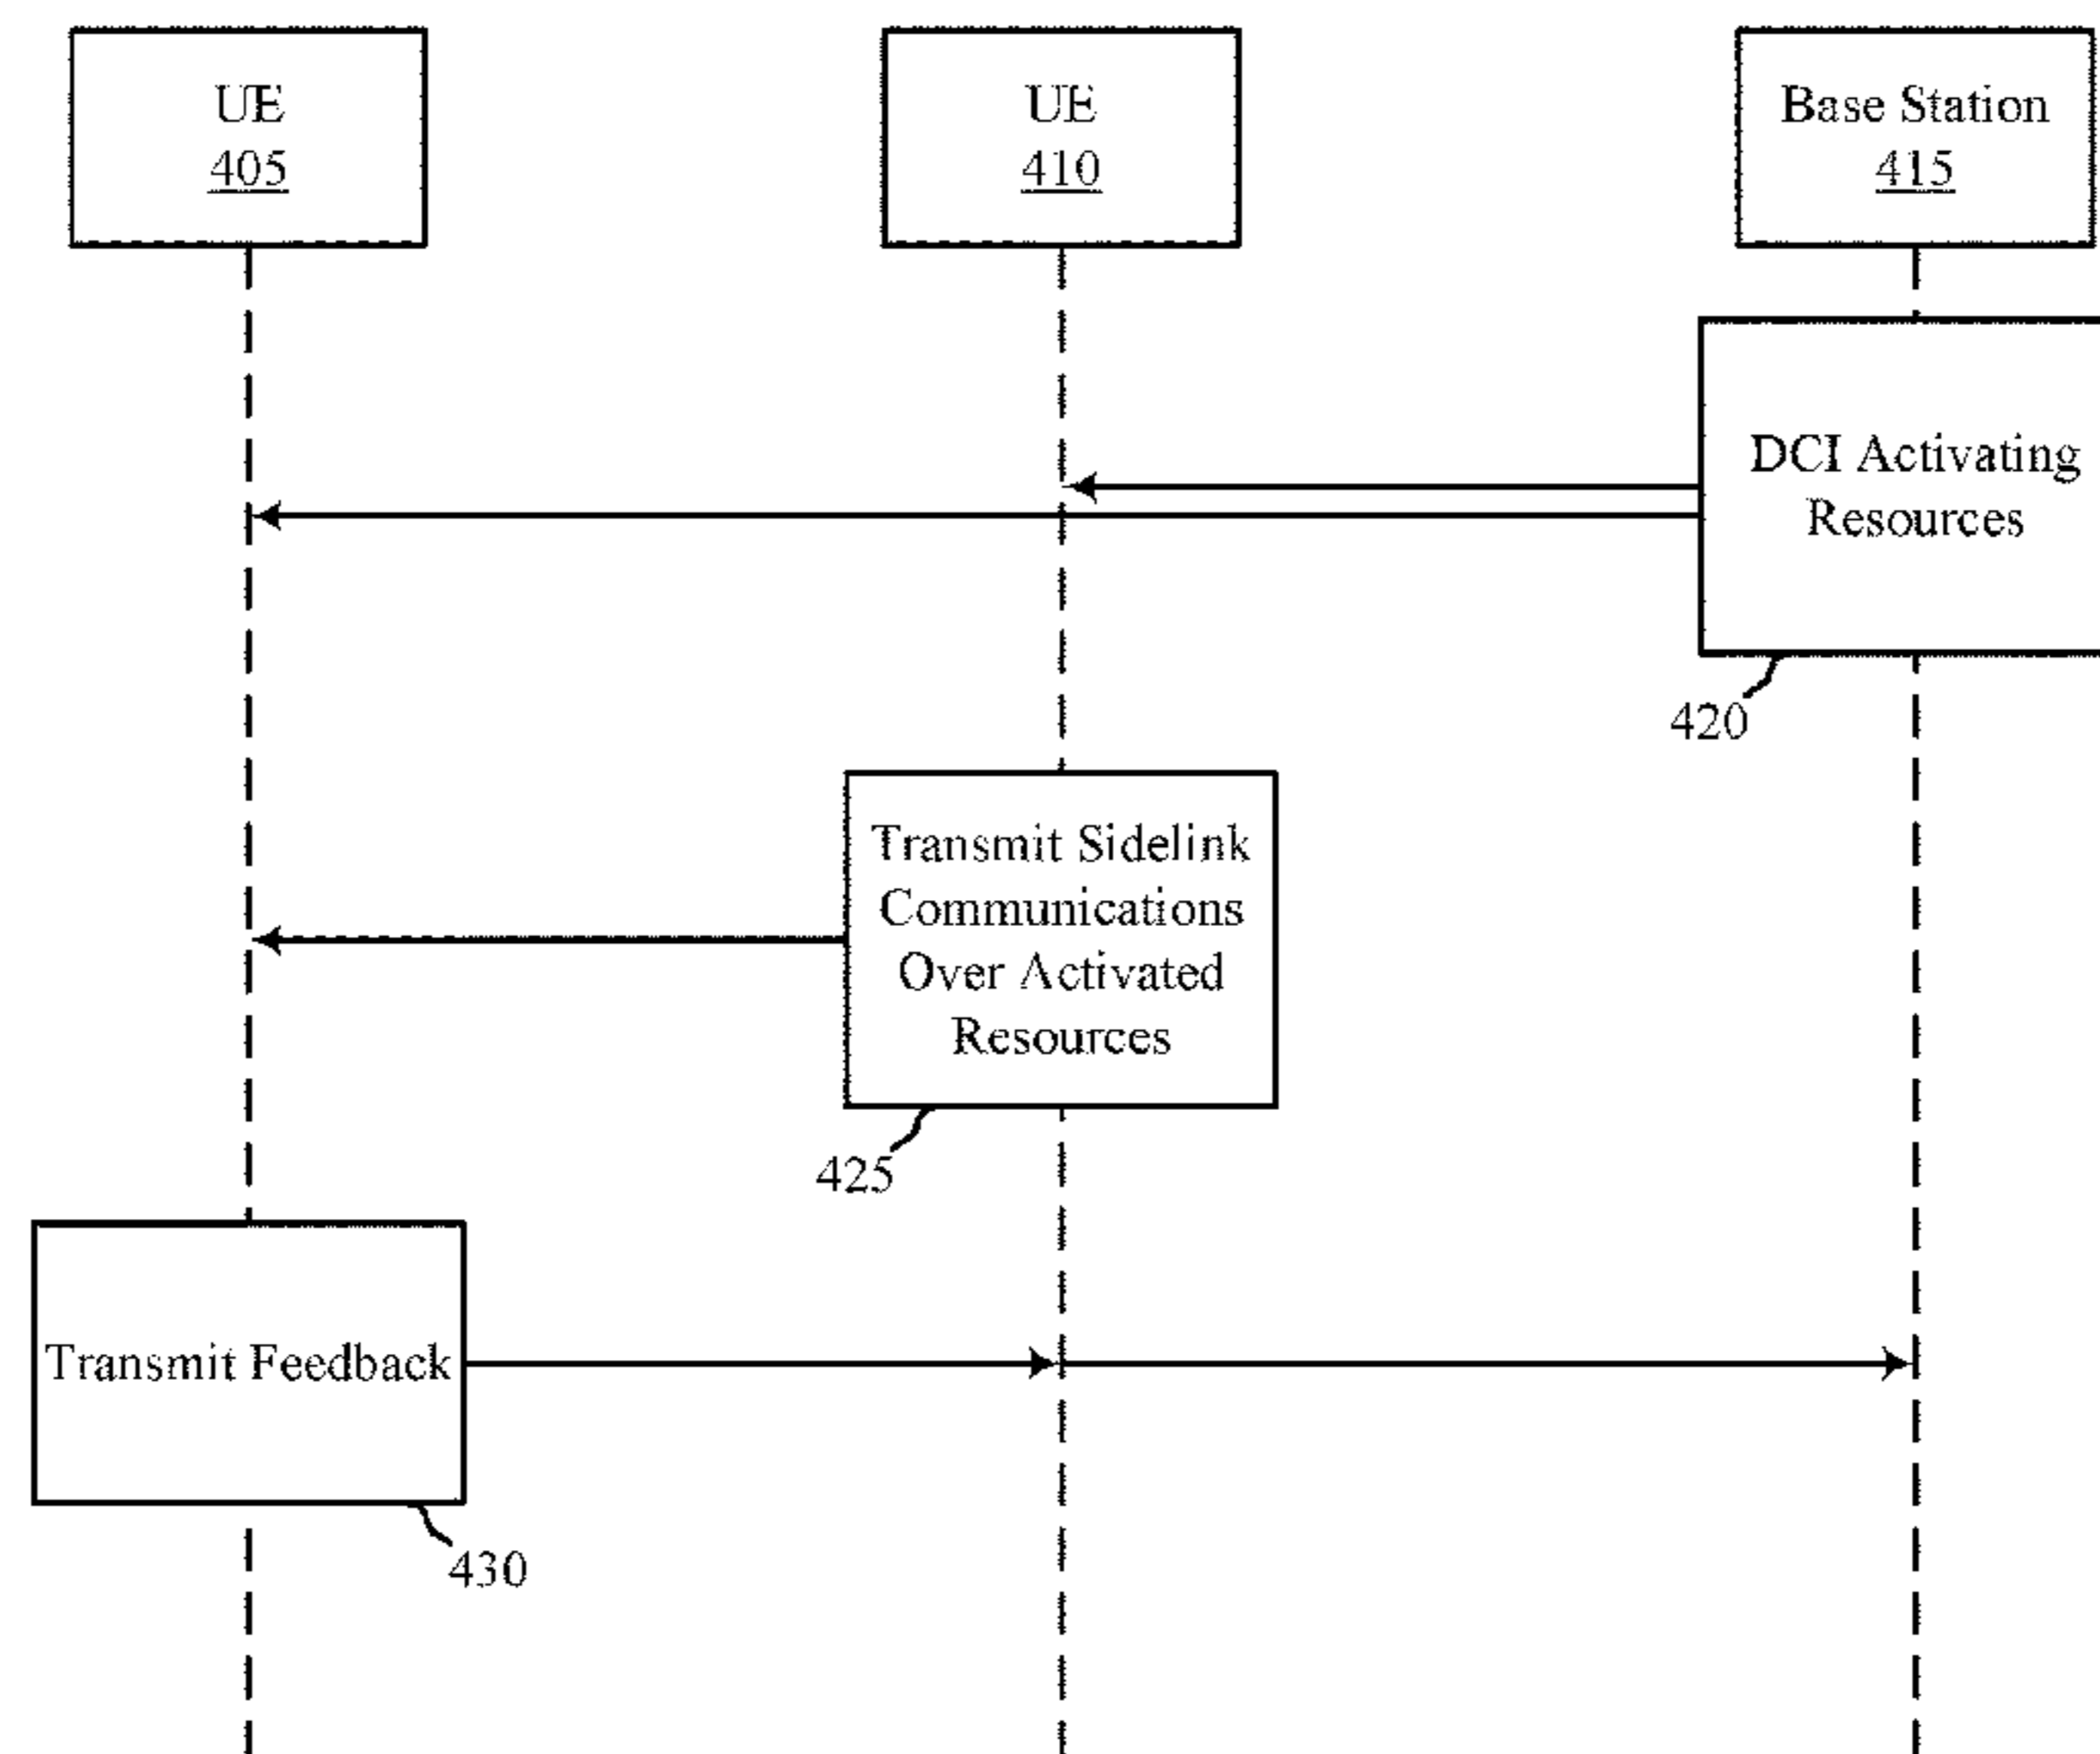 UE
405
UE
410
Base Station
415
DCI Activating
Resources
420
Transmit Sidelink
Communications
Over Activated
Resources
425
Transmit Feedback
430